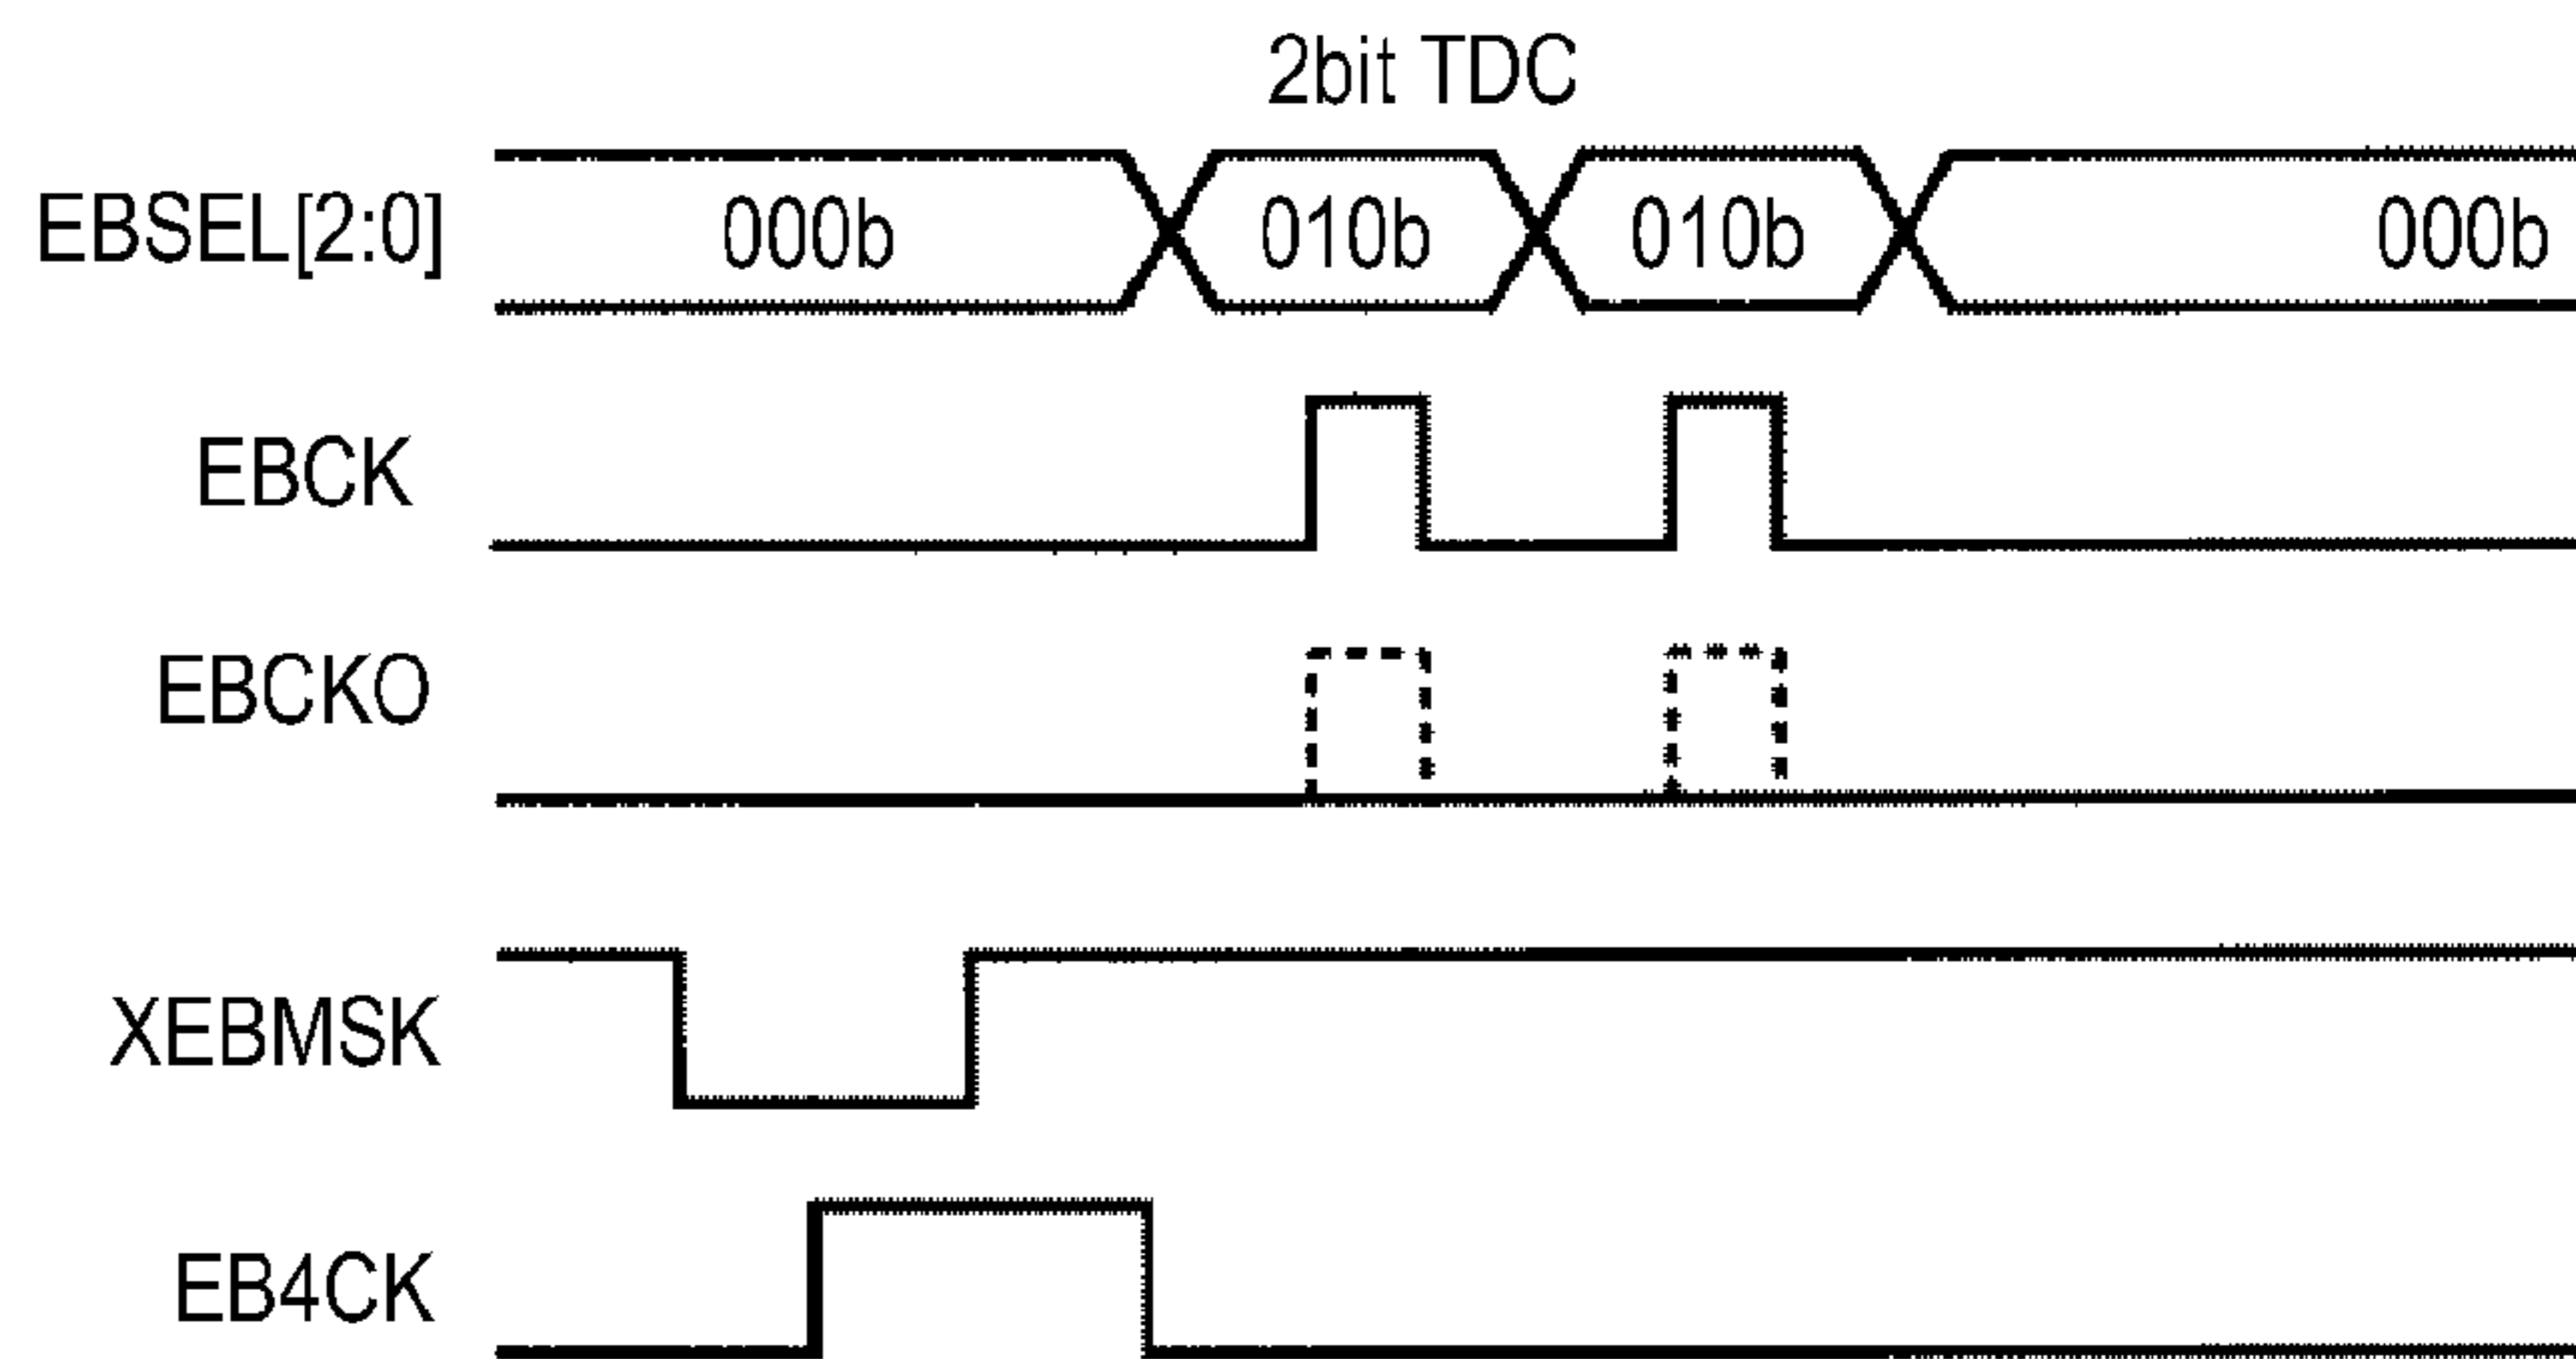 2bit TDC
EBSEL[2:0] 000b 010b 010b 000b
EBCK
EBCKO
XEBMSK
EB4CK